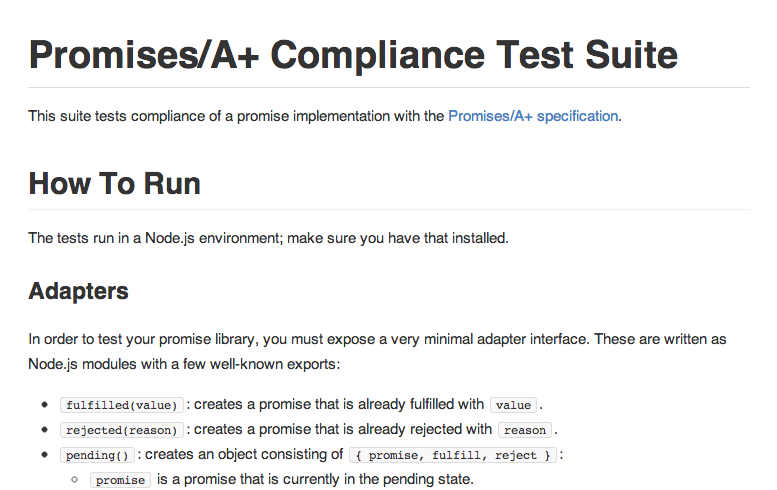 Promises/A+ Compliance Test Suite
This suite tests compliance of a promise implementation with the Promises/A+ specification.
How To Run
The tests run in a Node.js environment; make sure you have that installed.
Adapters
In order to test your promise library, you must expose a very minimal adapter interface. These are written as
Node.js modules with a few well-known exports:
• fulfilled(value) : creates a promise that is already fulfilled with value .
• rejected(reason) : creates a promise that is already rejected with reason .
• pending() : creates an object consisting of { promise, fulfill, reject } :
◦ promise is a promise that is currently in the pending state.